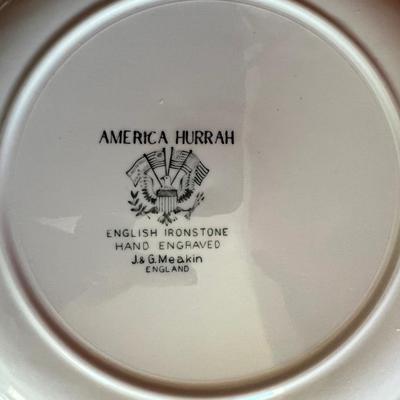 AMERICA HURRAH
ENGLISH IRONSTONE
HAND ENGRAVED
J.&G. Meakin
ENGLAND